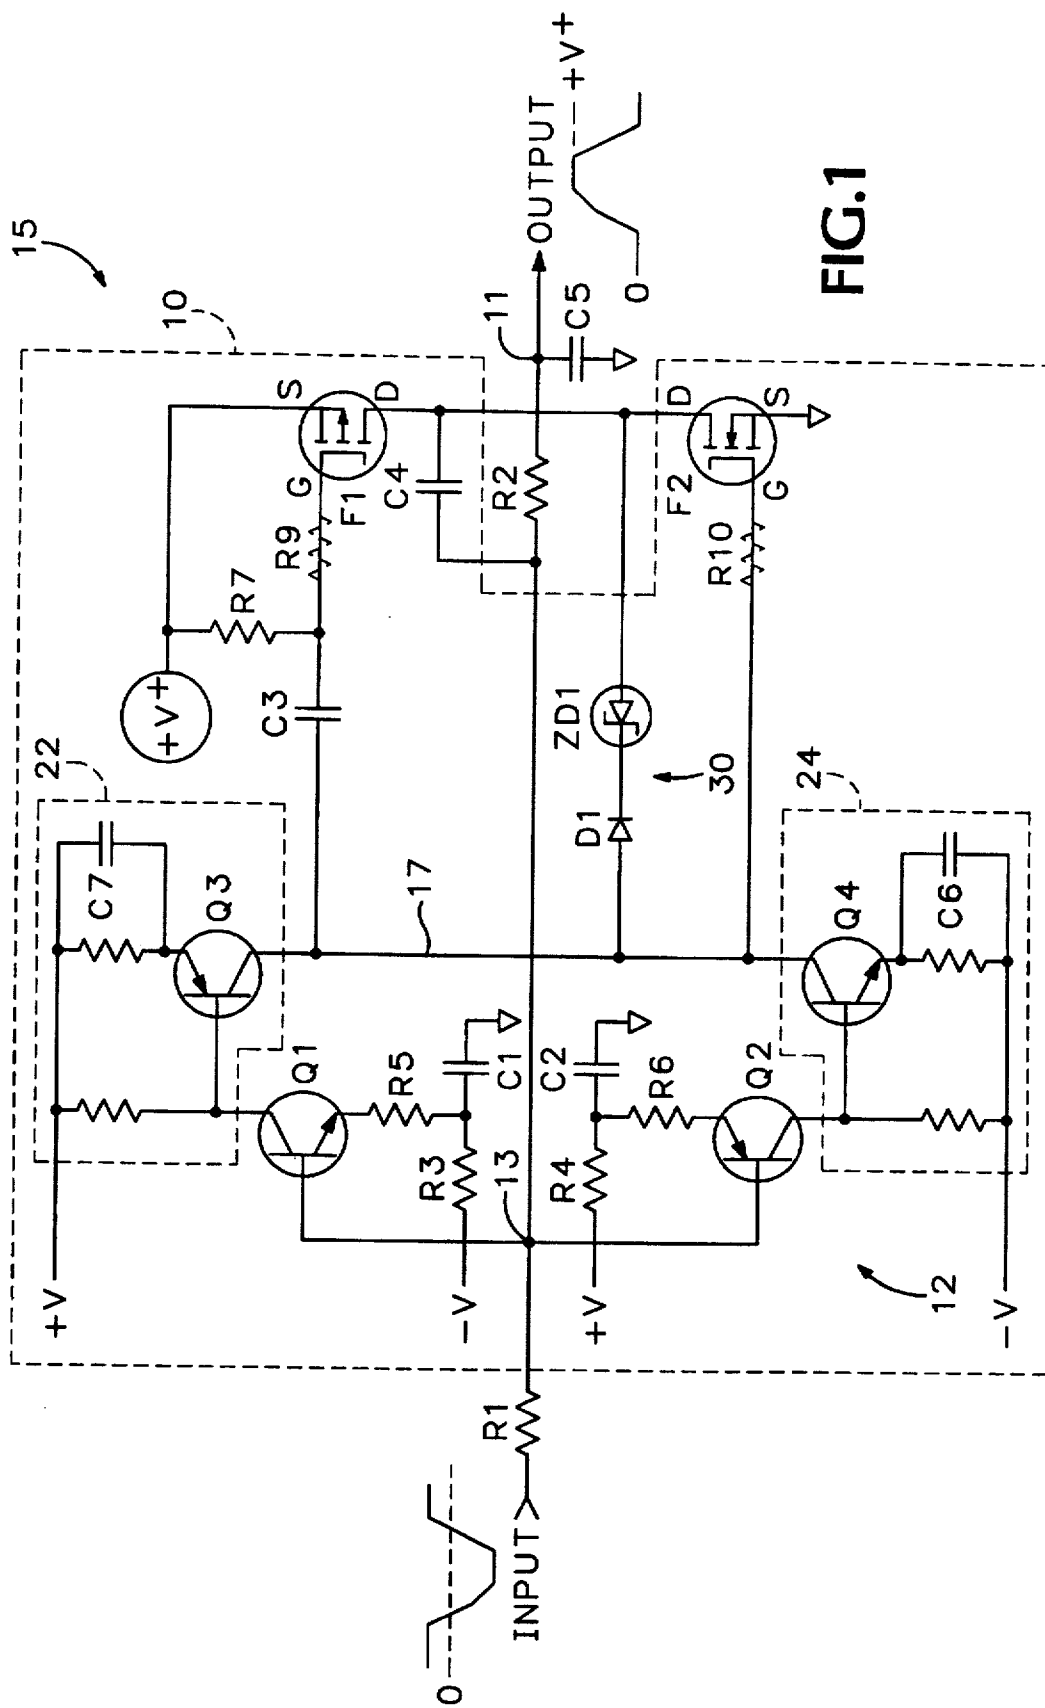 15
10
22
+V
C7
Q3
+V+
R7
C3
R9
G
S
D
F1
C4
Q1
R5
C1
17
R3
-V
11
OUTPUT
+V+
R2
C5
0
0
INPUT
R1
13
D1
ZD1
30
+V
R4
C2
R6
Q2
D
F2
S
G
R10
24
Q4
C6
12
-V
FIG.1